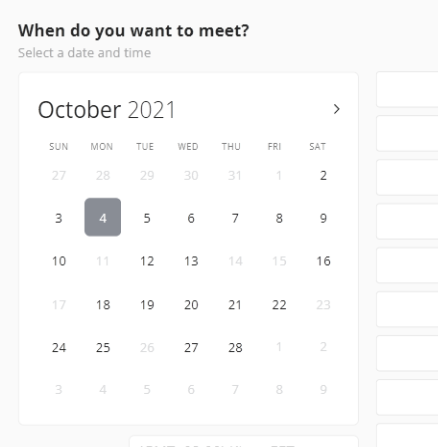 When do you want to meet?
Select a date and time
October 2021
SUN MON TUE WED THU FRI SAT
27 28 29 30 31 1 2
3 4 5 6 7 8 9
10 11 12 13 14 15 16
17 18 19 20 21 22 23
24 25 26 27 28 1 2
3 4 5 6 7 8 9